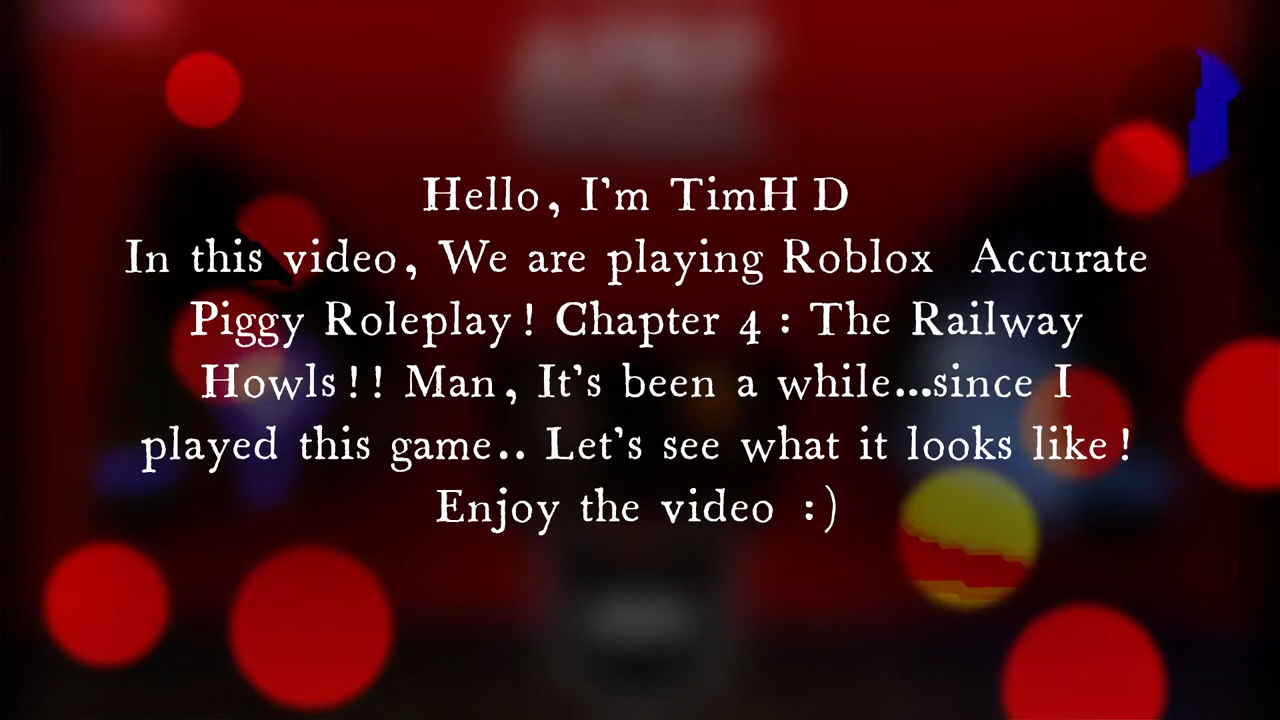 Hello, I'm TimH D
In this video, We are playing Roblox Accurate
Piggy Roleplay! Chapter 4 : The Railway
Howls!! Man, It's been a while...since I
played this game.. Let's see what it looks like!
Enjoy the video :)